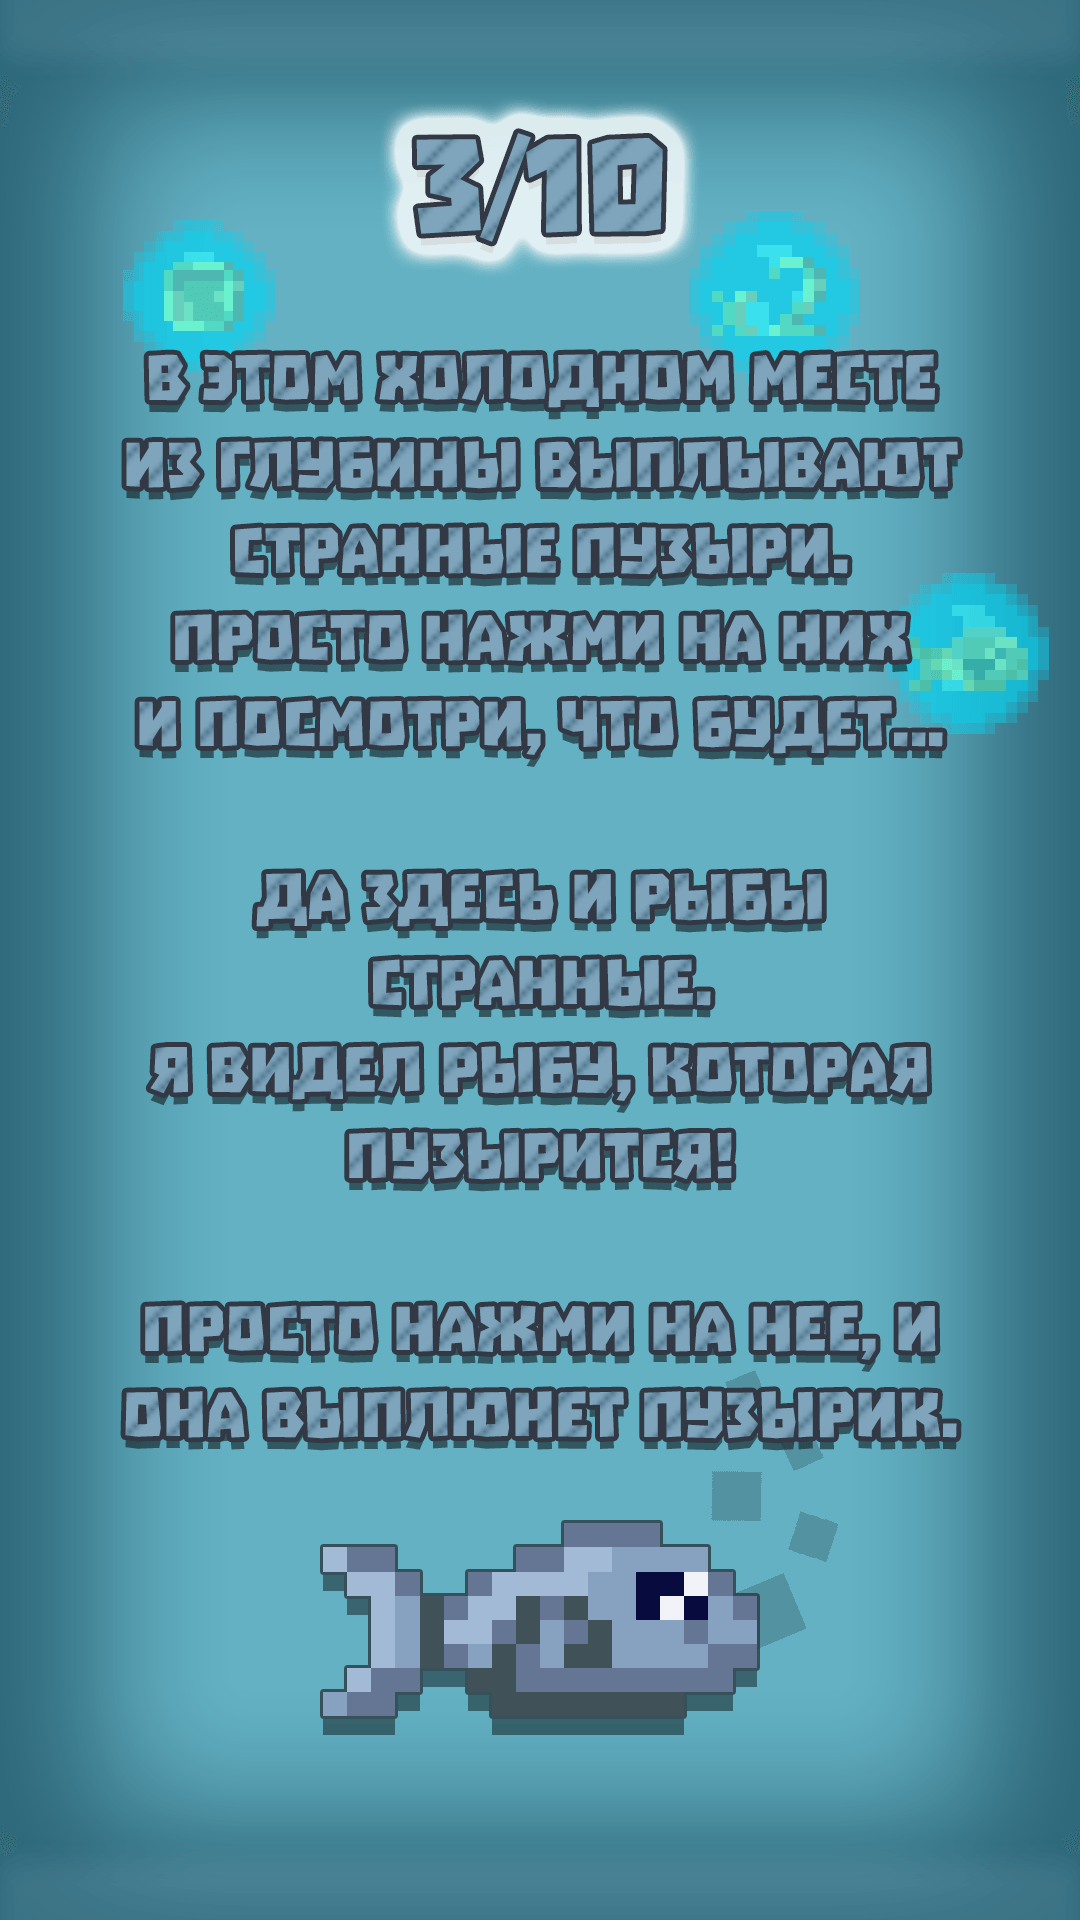 3/10
В ЭТОМ ХОЛОДНОМ МЕСТЕ
ИЗ ГЛУБИНЫ ВЫПЛЫВАЮТ
СТРАННЫЕ ПУЗЫРИ.
ПРОСТО НАЖМИ НА НИХ
И ПОСМОТРИ, ЧТО БУДЕТ...
ДА ЗДЕСЬ И РЫБЫ
СТРАННЫЕ.
Я ВИДЕЛ РЫБУ, КОТОРАЯ
ПУЗЫРИТСЯ!
ПРОСТО НАЖМИ НА НЕЕ, И
ОНА ВЫПЛЮНЕТ ПУЗЫРИК.